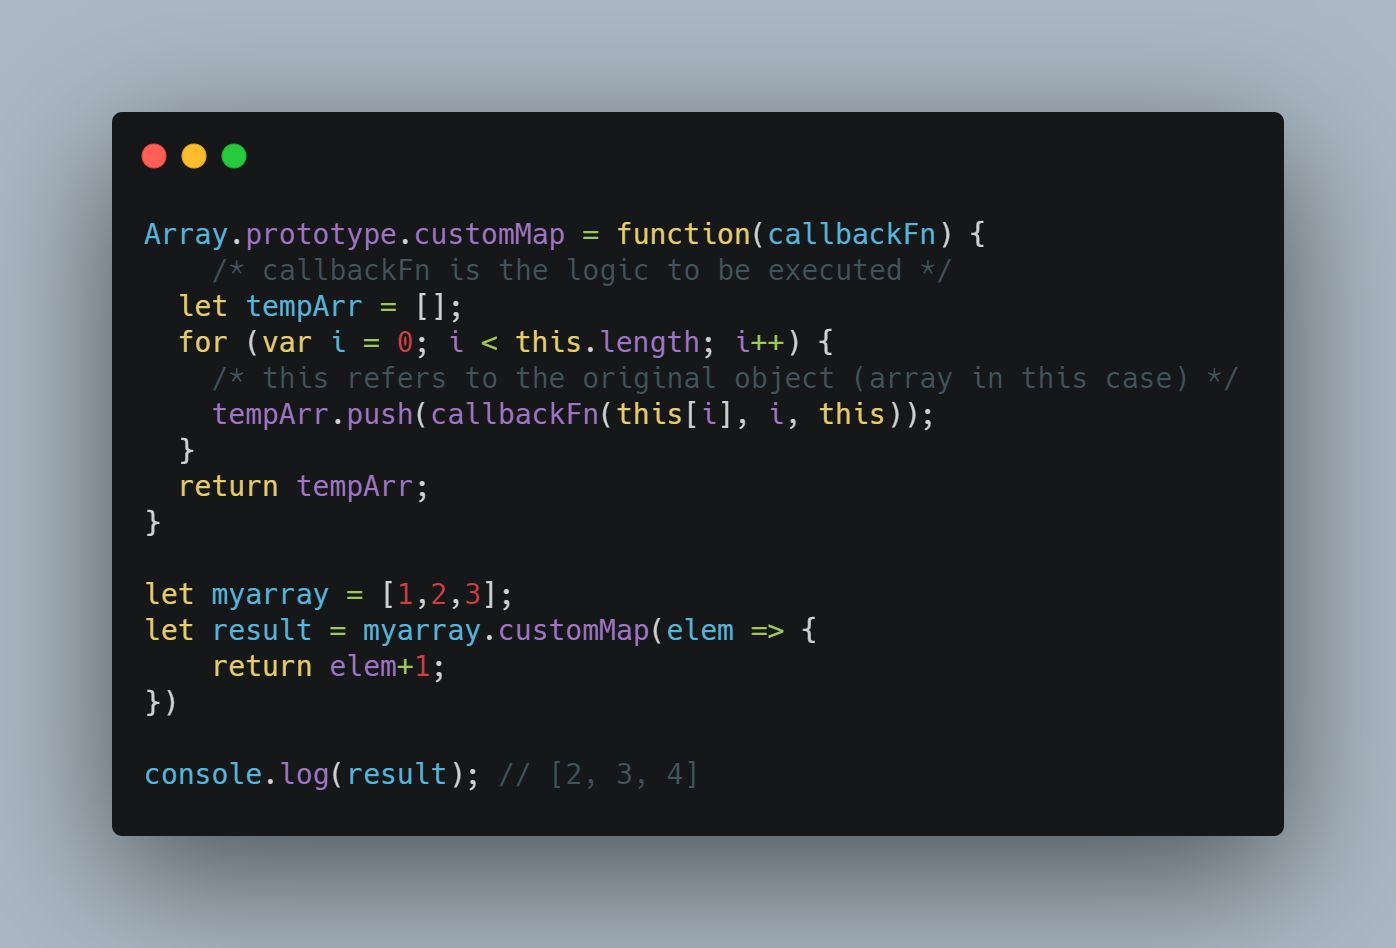 Array.prototype.customMap = function(callbackFn) {
    /* callbackFn is the logic to be executed */
  let tempArr = [];
  for (var i = 0; i < this.length; i++) {
    /* this refers to the original object (array in this case) */
    tempArr.push(callbackFn(this[i], i, this));
  }
  return tempArr;
}

let myarray = [1,2,3];
let result = myarray.customMap(elem => {
    return elem+1;
})

console.log(result); // [2, 3, 4]